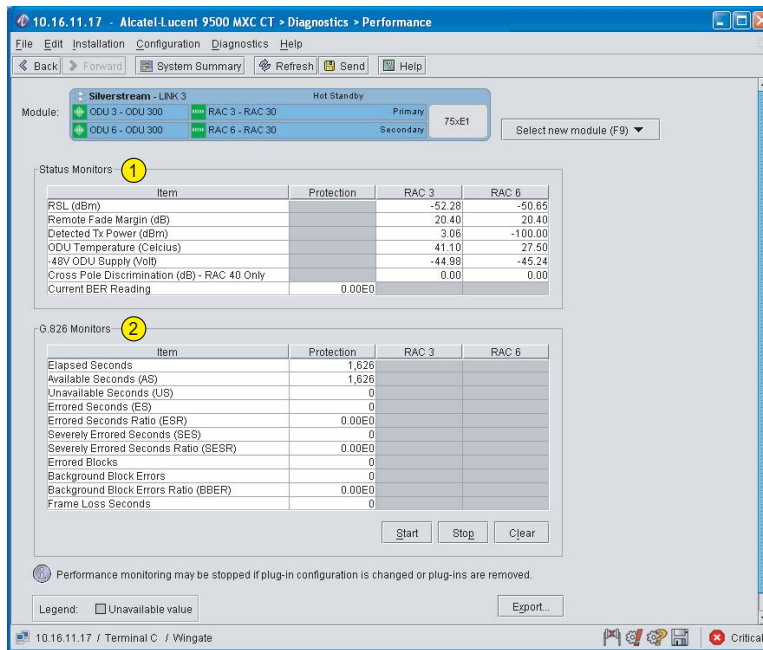 10.16.11.17 - Alcatel-Lucent 9500 MXC CT > Diagnostics > Performance
File Edit Installation Configuration Diagnostics Help
Back Forward System Summary Refresh Send Help
Module:
Silverstream - LINK 3 Hot Standby
ODU 3 - ODU 300 RAC 3 - RAC 30 Primary
ODU 6 - ODU 300 RAC 6 - RAC 30 Secondary
75xE1
Select new module (F9)
Status Monitors 1
Item Protection RAC 3 RAC 6
RSL (dBm) -52.28 -50.65
Remote Fade Margin (dB) 20.40 20.40
Detected Tx Power (dBm) 3.06 -100.00
ODU Temperature (Celcius) 41.10 27.50
-48V ODU Supply (Volt) -44.98 -45.24
Cross Pole Discrimination (dB) - RAC 40 Only 0.00 0.00
Current BER Reading 0.00E0
G.826 Monitors 2
Item Protection RAC 3 RAC 6
Elapsed Seconds 1,626
Available Seconds (AS) 1,626
Unavailable Seconds (US) 0
Errored Seconds (ES) 0
Errored Seconds Ratio (ESR) 0.00E0
Severely Errored Seconds (SES) 0
Severely Errored Seconds Ratio (SESR) 0.00E0
Errored Blocks 0
Background Block Errors 0
Background Block Errors Ratio (BBER) 0.00E0
Frame Loss Seconds 0
Start Stop Clear
Performance monitoring may be stopped if plug-in configuration is changed or plug-ins are removed.
Legend: Unavailable value
Export...
10.16.11.17 / Terminal C / Wingate
Critical